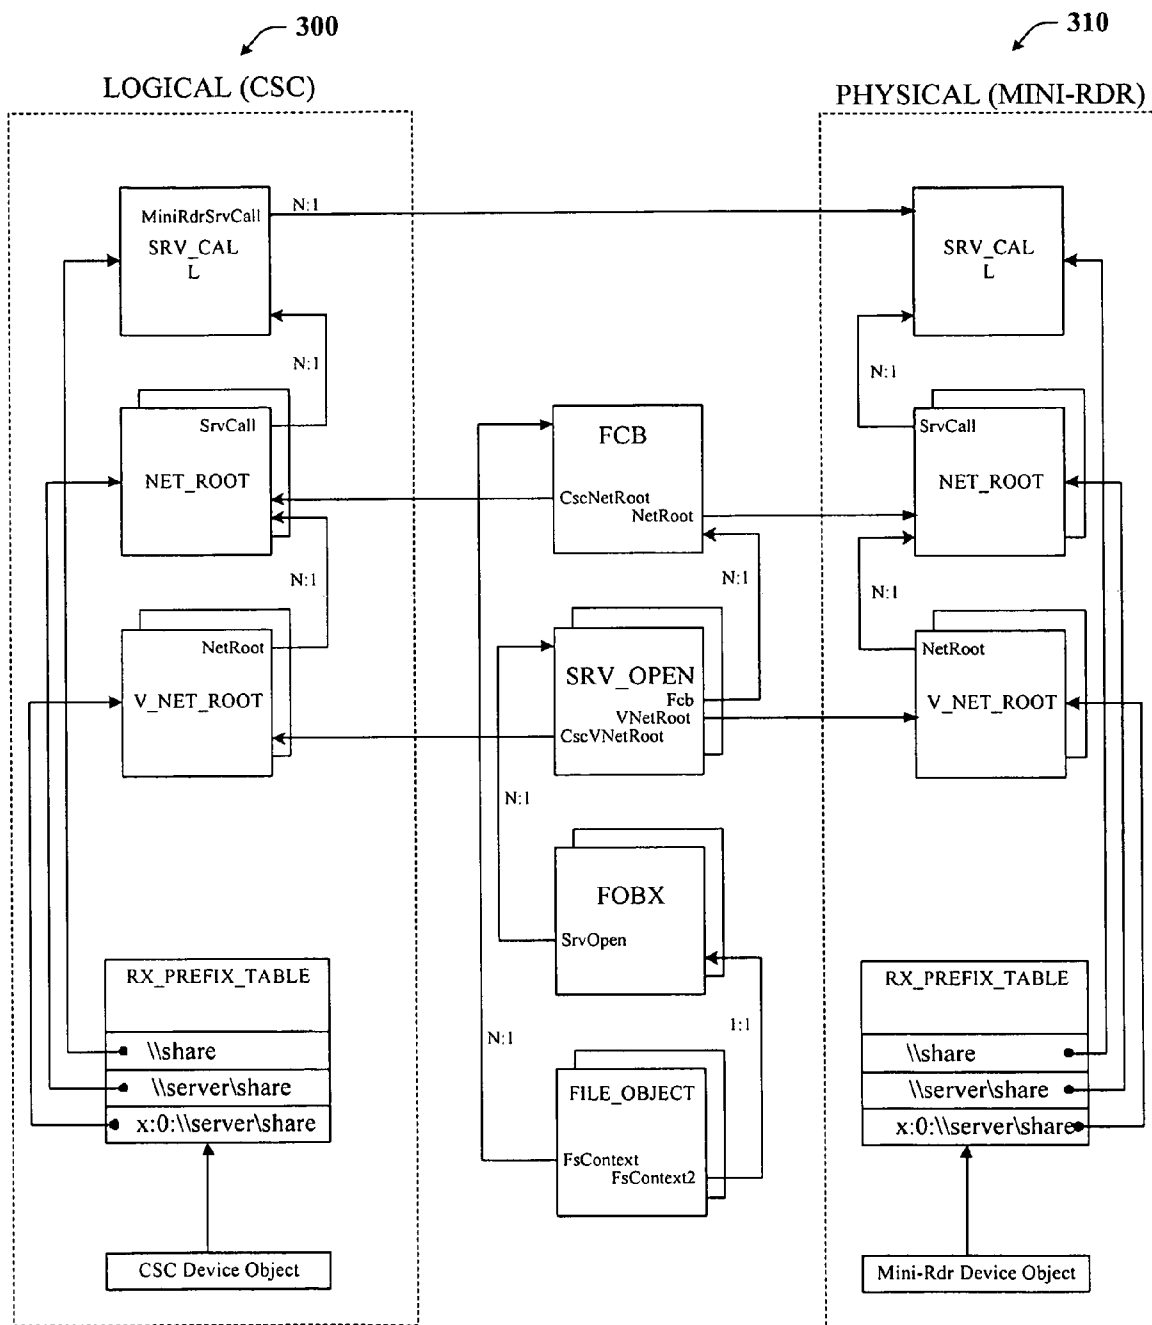 300
310
LOGICAL (CSC)
PHYSICAL (MINI-RDR)
MiniRdrSrvCall
N:1
SRV_CAL
L
SRV_CAL
L
N:1
N:1
SrvCall
NET_ROOT
FCB
CscNetRoot
NetRoot
SrvCall
NET_ROOT
N:1
N:1
N:1
NetRoot
V_NET_ROOT
SRV_OPEN
Fcb
VNetRoot
CscVNetRoot
NetRoot
V_NET_ROOT
N:1
FOBX
SrvOpen
RX_PREFIX_TABLE
\\share
\\server\share
x:0:\\server\share
N:1
1:1
FILE_OBJECT
FsContext
FsContext2
RX_PREFIX_TABLE
\\share
\\server\share
x:0:\\server\share
CSC Device Object
Mini-Rdr Device Object